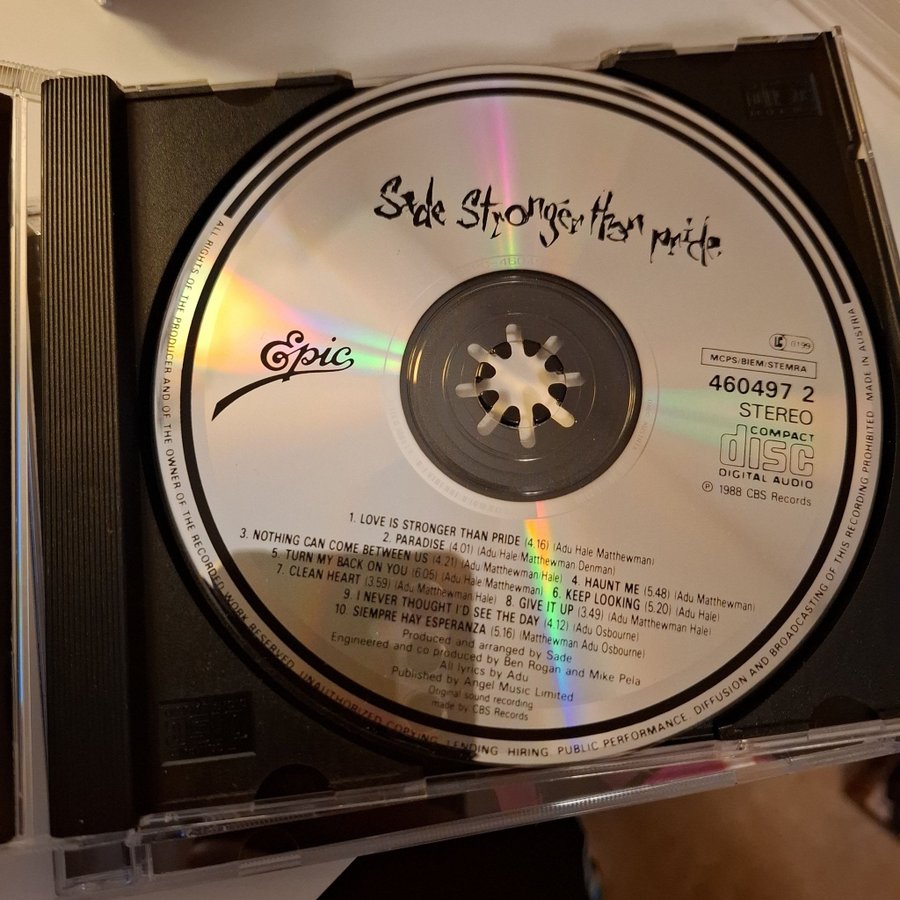 Sade Stronger than pride
Epic
LC 0199
MCPS/BIEM/STEMRA
460497 2
STEREO
COMPACT
disc
DIGITAL AUDIO
℗ 1988 CBS Records
1. LOVE IS STRONGER THAN PRIDE (4.16) (Adu Hale Matthewman)
2. PARADISE (4.01) (Adu Hale Matthewman Denman)
3. NOTHING CAN COME BETWEEN US (4.21) (Adu Matthewman Hale) 4. HAUNT ME (5.48) (Adu Matthewman)
5. TURN MY BACK ON YOU (6.05) (Adu Hale Matthewman) 6. KEEP LOOKING (5.20) (Adu Hale)
7. CLEAN HEART (3.59) (Adu Matthewman Hale) 8. GIVE IT UP (3.49) (Adu Matthewman Hale)
9. I NEVER THOUGHT I'D SEE THE DAY (4.12) (Adu Osbourne)
10. SIEMPRE HAY ESPERANZA (5.16) (Matthewman Adu Osbourne)
Produced and arranged by Sade
Engineered and co produced by Ben Rogan and Mike Pela
All lyrics by Adu
Published by Angel Music Limited
Original sound recording
made by CBS Records
ALL RIGHTS OF THE PRODUCER AND OF THE OWNER OF THE RECORDED WORK RESERVED. UNAUTHORIZED COPYING, LENDING, HIRING, PUBLIC PERFORMANCE, DIFFUSION AND BROADCASTING OF THIS RECORDING PROHIBITED. MADE IN AUSTRIA